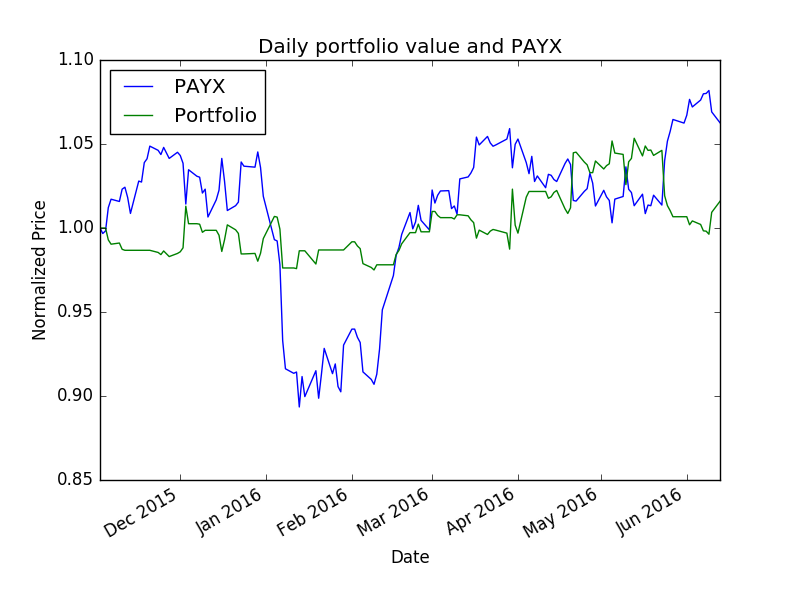 Daily portfolio value and PAYX
PAYX
Portfolio
1.10
1.05
1.00
0.95
0.90
0.85
Normalized Price
Dec 2015
Jan 2016
Feb 2016
Mar 2016
Apr 2016
May 2016
Jun 2016
Date